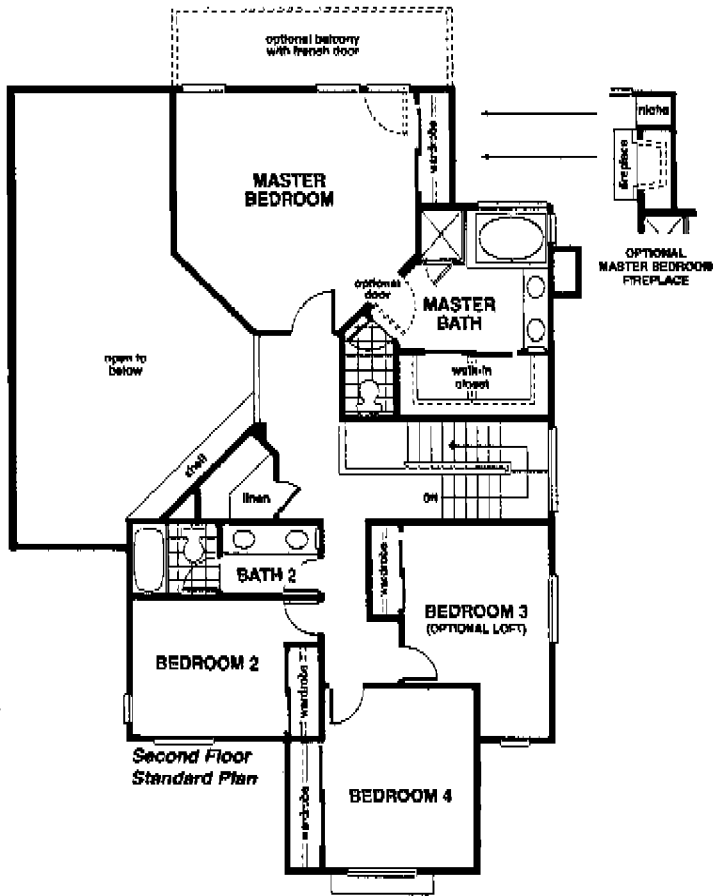 optional balcony
with french door
niche
wardrobe
fireplace
MASTER
BEDROOM
OPTIONAL
MASTER BEDROOM
FIREPLACE
optional
door
MASTER
BATH
open to
below
walk-in
closet
shelf
linen
DN
wardrobe
BATH 2
BEDROOM 3
(OPTIONAL LOFT)
BEDROOM 2
wardrobe
Second Floor
Standard Plan
wardrobe
BEDROOM 4